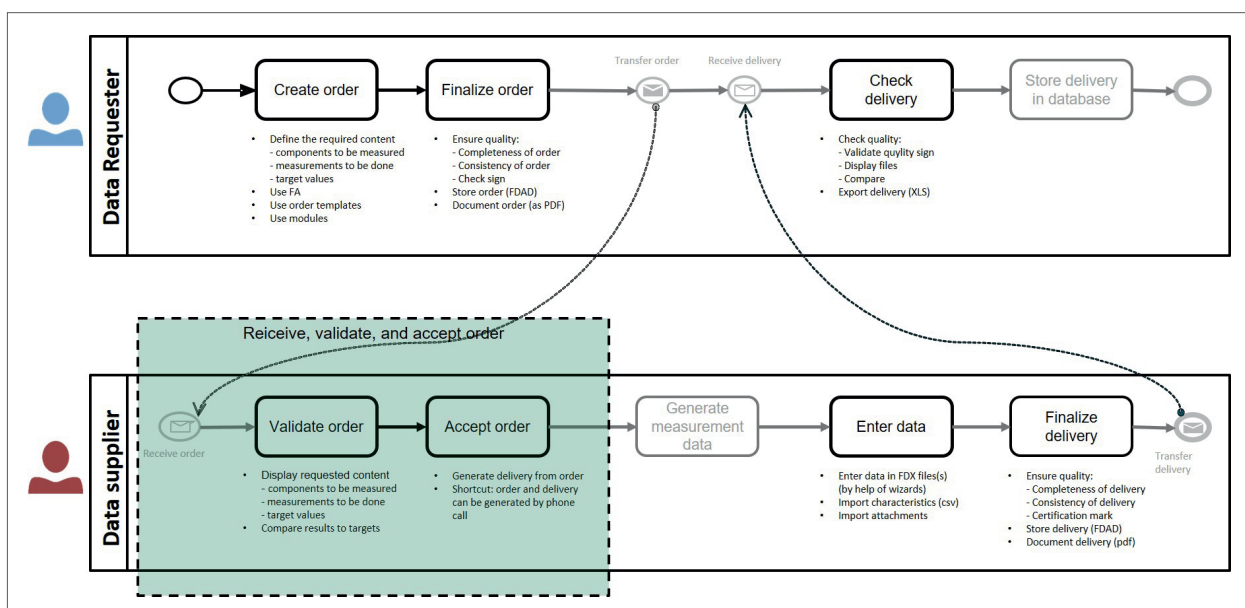 Data Requester
Transfer order
Receive delivery
Create order
Finalize order
Check
delivery
Store delivery
in database
• Define the required content
- components to be measured
- measurements to be done
- target values
• Use FA
• Use order templates
• Use modules
• Ensure quality:
- Completeness of order
- Consistency of order
- Check sign
• Store order (FDAD)
• Document order (as PDF)
• Check quality:
- Validate quylity sign
- Display files
- Compare
• Export delivery (XLS)
Reiceive, validate, and accept order
Data supplier
Receive order
Validate order
Accept order
Generate
measurement
data
Enter data
Finalize
delivery
Transfer
delivery
• Display requested content
- components to be measured
- measurements to be done
- target values
• Compare results to targets
• Generate delivery from order
• Shortcut: order and delivery
can be generated by phone
call
• Enter data in FDX files(s)
(by help of wizards)
• Import characteristics (csv)
• Import attachments
• Ensure quality:
- Completeness of delivery
- Consistency of delivery
- Certification mark
• Store delivery (FDAD)
• Document delivery (pdf)